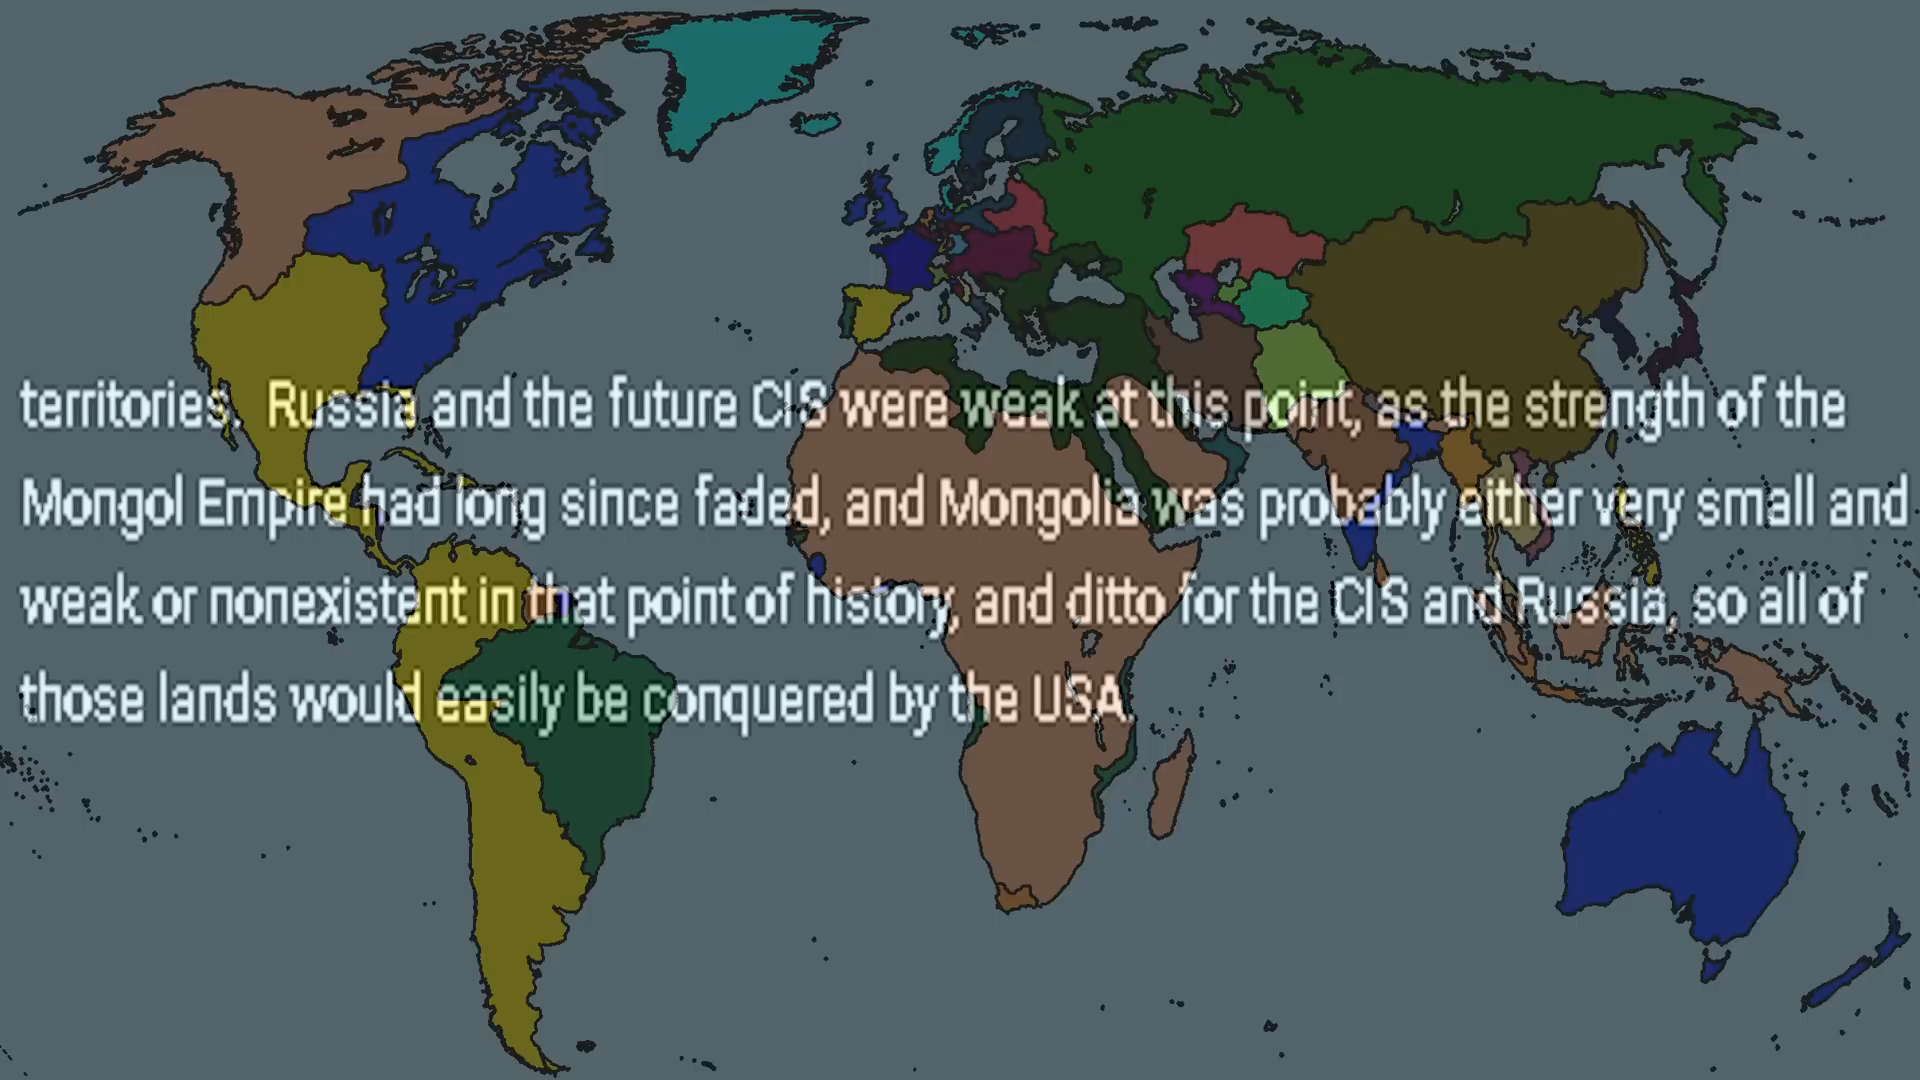 territories. Russia and the future CIS were weak at this point, as the strength of the
Mongol Empire had long since faded, and Mongolia was probably either very small and
weak or nonexistent in that point of history, and ditto for the CIS and Russia, so all of
those lands would easily be conquered by the USA.